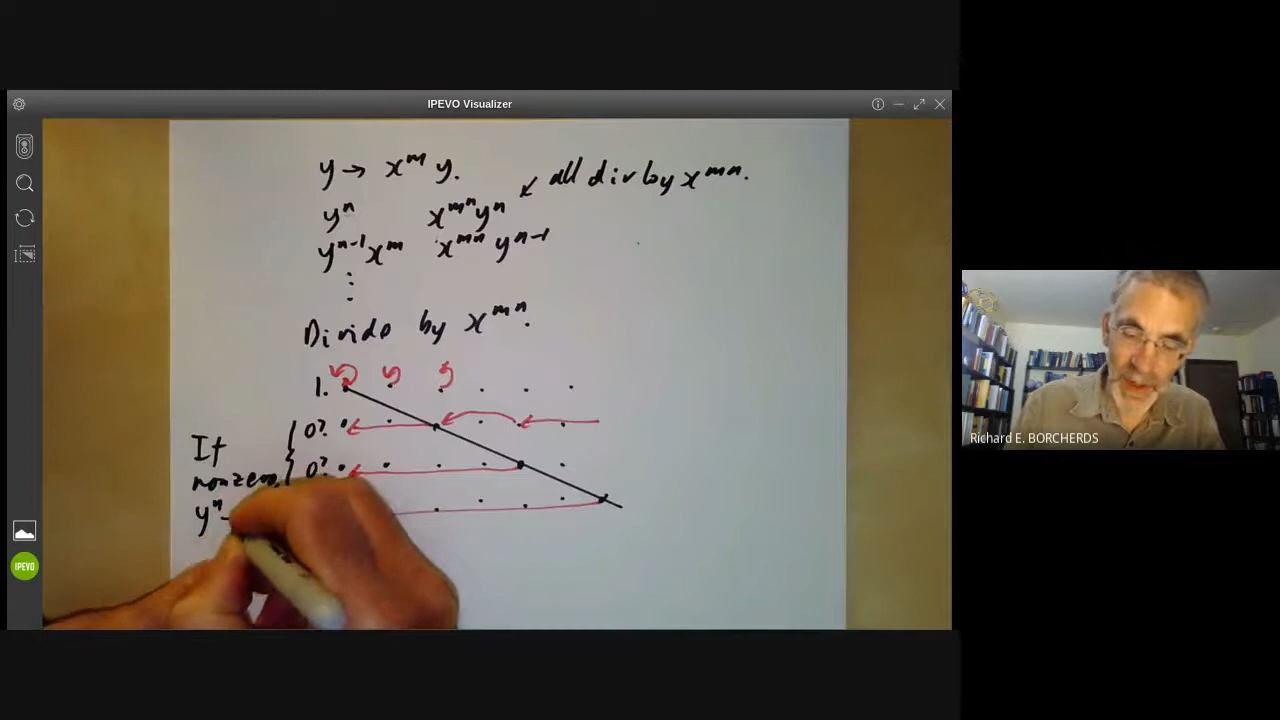 IPEVO Visualizer
y → x^m y.
all div by x^{mn}.
y^n x^{mn} y^n
y^{n-1} x^m x^{mn} y^{n-1}
⋮
Divide by x^{mn}.
1.
0?
If
nonzero,
0?
y^n
Richard E. BORCHERDS
IPEVO